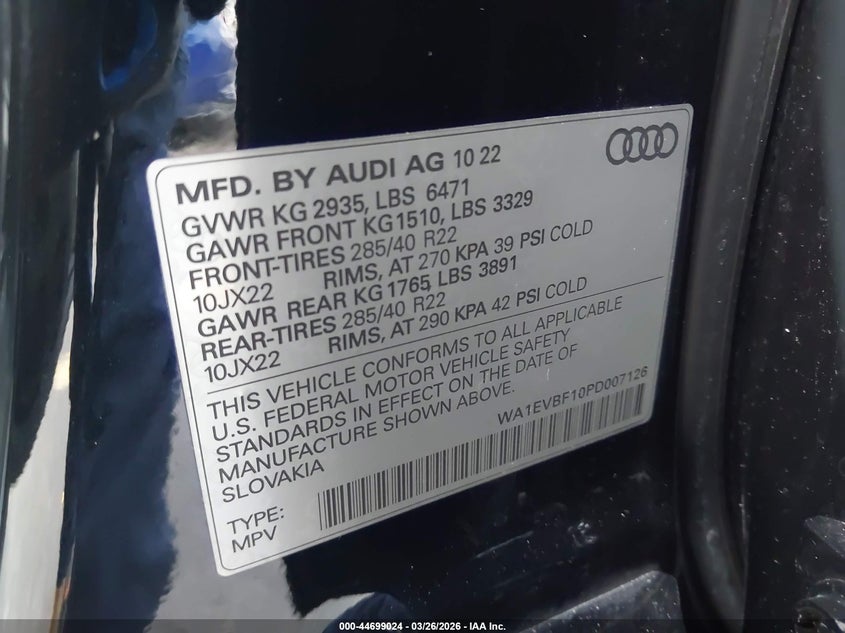 MFD. BY AUDI AG 10 22
GVWR KG 2935, LBS 6471
GAWR FRONT KG1510, LBS 3329
FRONT-TIRES 285/40 R22
10JX22 RIMS, AT 270 KPA 39 PSI COLD
GAWR REAR KG 1765, LBS 3891
REAR-TIRES 285/40 R22
10JX22 RIMS, AT 290 KPA 42 PSI COLD
THIS VEHICLE CONFORMS TO ALL APPLICABLE
U.S. FEDERAL MOTOR VEHICLE SAFETY
STANDARDS IN EFFECT ON THE DATE OF
MANUFACTURE SHOWN ABOVE.
SLOVAKIA
WA1EVBF10PD007126
TYPE:
MPV
000-44699024 - 03/26/2026 - IAA Inc.